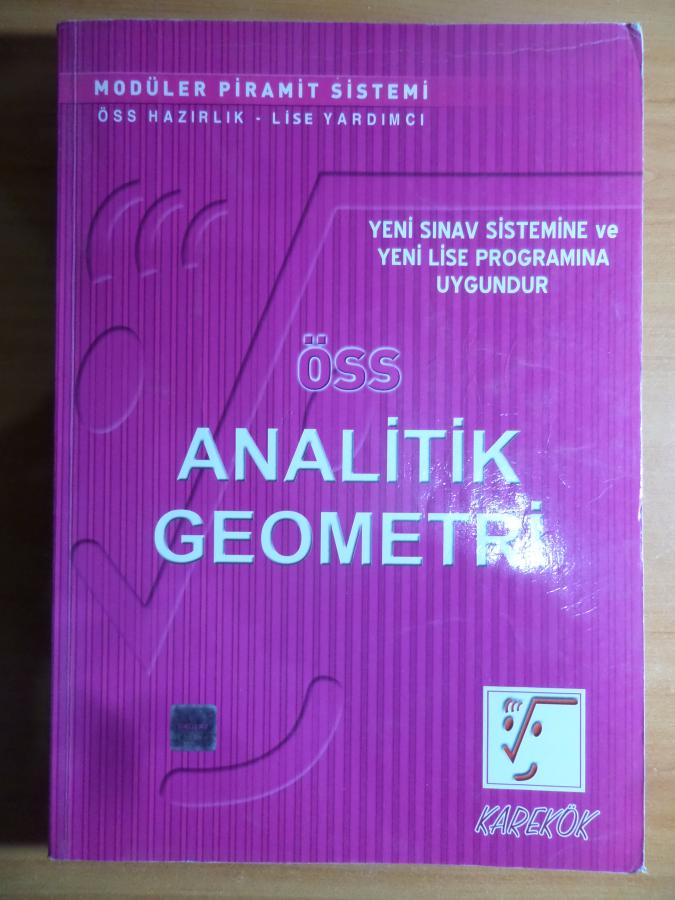 MODÜLER PİRAMİT SİSTEMİ
ÖSS HAZIRLIK - LİSE YARDIMCI
YENİ SINAV SİSTEMİNE ve
YENİ LİSE PROGRAMINA
UYGUNDUR
ÖSS
ANALİTİK
GEOMETRİ
KAREKÖK